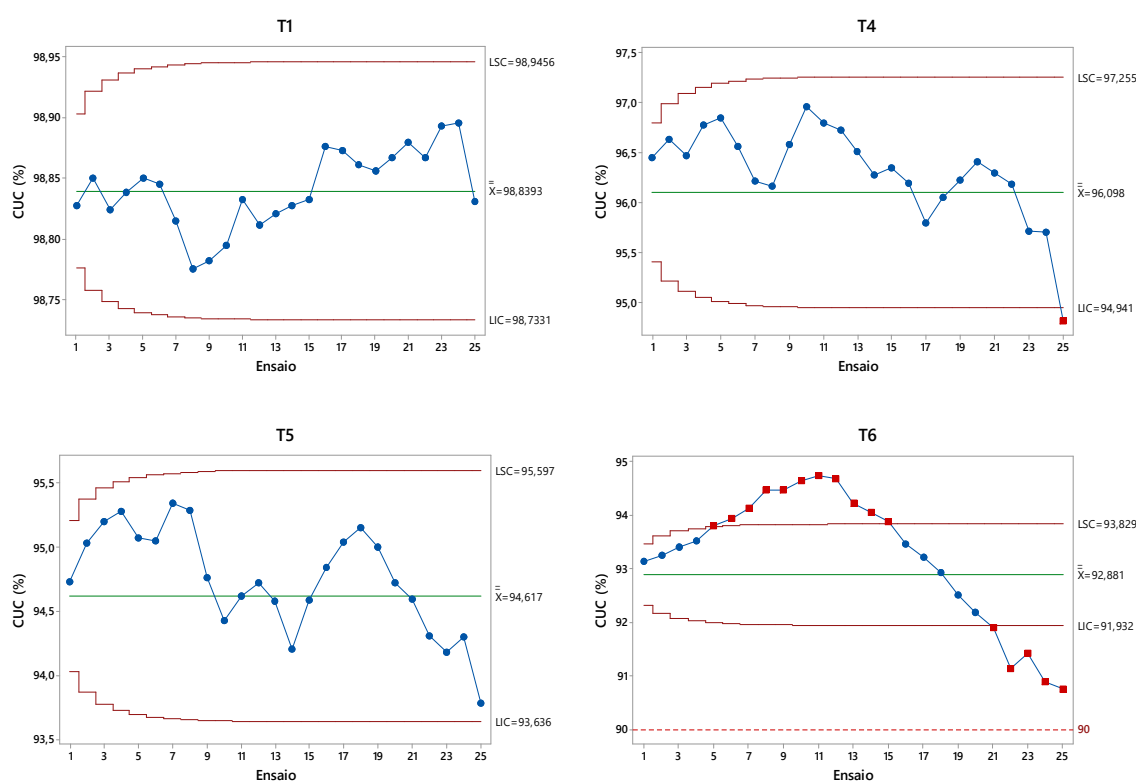 T1
CUC (%)
98,95
98,90
98,85
98,80
98,75
LSC=98,9456
X=98,8393
LIC=98,7331
1 3 5 7 9 11 13 15 17 19 21 23 25
Ensaio
T4
CUC (%)
97,5
97,0
96,5
96,0
95,5
95,0
LSC=97,255
X=96,098
LIC=94,941
1 3 5 7 9 11 13 15 17 19 21 23 25
Ensaio
T5
CUC (%)
95,5
95,0
94,5
94,0
93,5
LSC=95,597
X=94,617
LIC=93,636
1 3 5 7 9 11 13 15 17 19 21 23 25
Ensaio
T6
CUC (%)
95
94
93
92
91
90
LSC=93,829
X=92,881
LIC=91,932
90
1 3 5 7 9 11 13 15 17 19 21 23 25
Ensaio